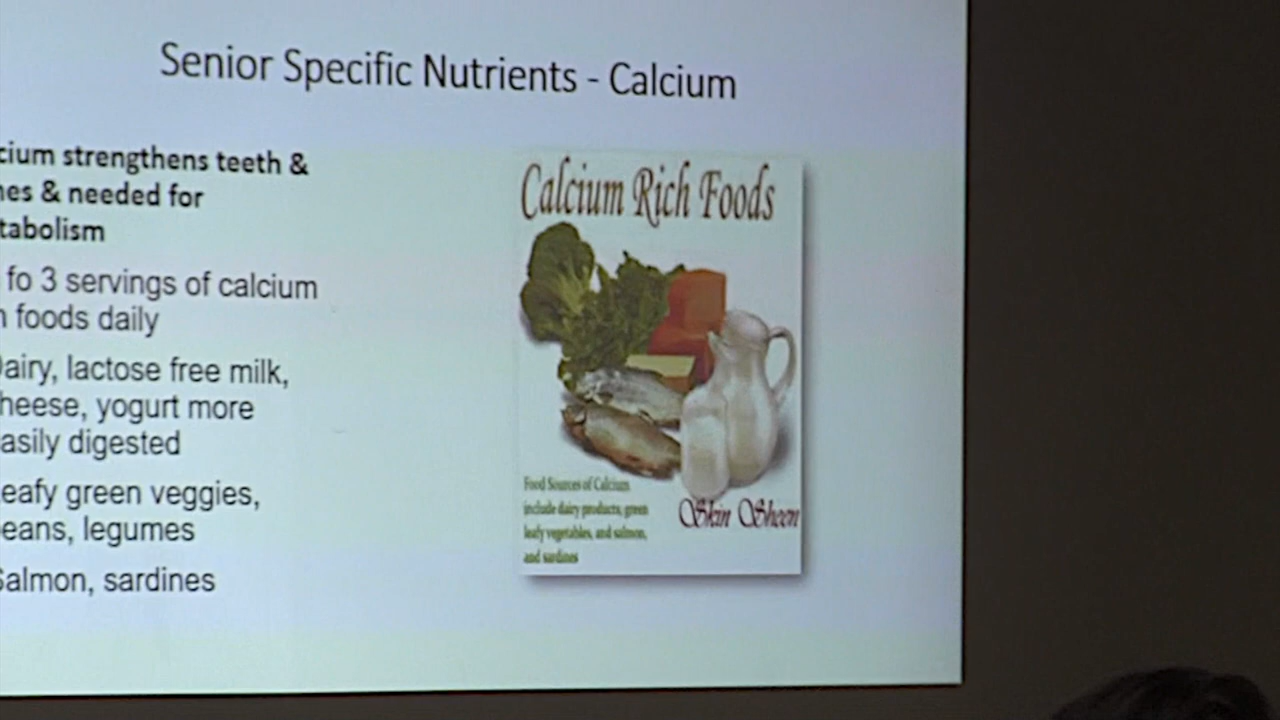 Senior Specific Nutrients - Calcium
cium strengthens teeth &
nes & needed for
tabolism
fo 3 servings of calcium
h foods daily
Dairy, lactose free milk,
heese, yogurt more
asily digested
eafy green veggies,
beans, legumes
Salmon, sardines
Calcium Rich Foods
Food Sources of Calcium
include dairy products, green
leafy vegetables, and salmon,
and sardines
Skin Sheen